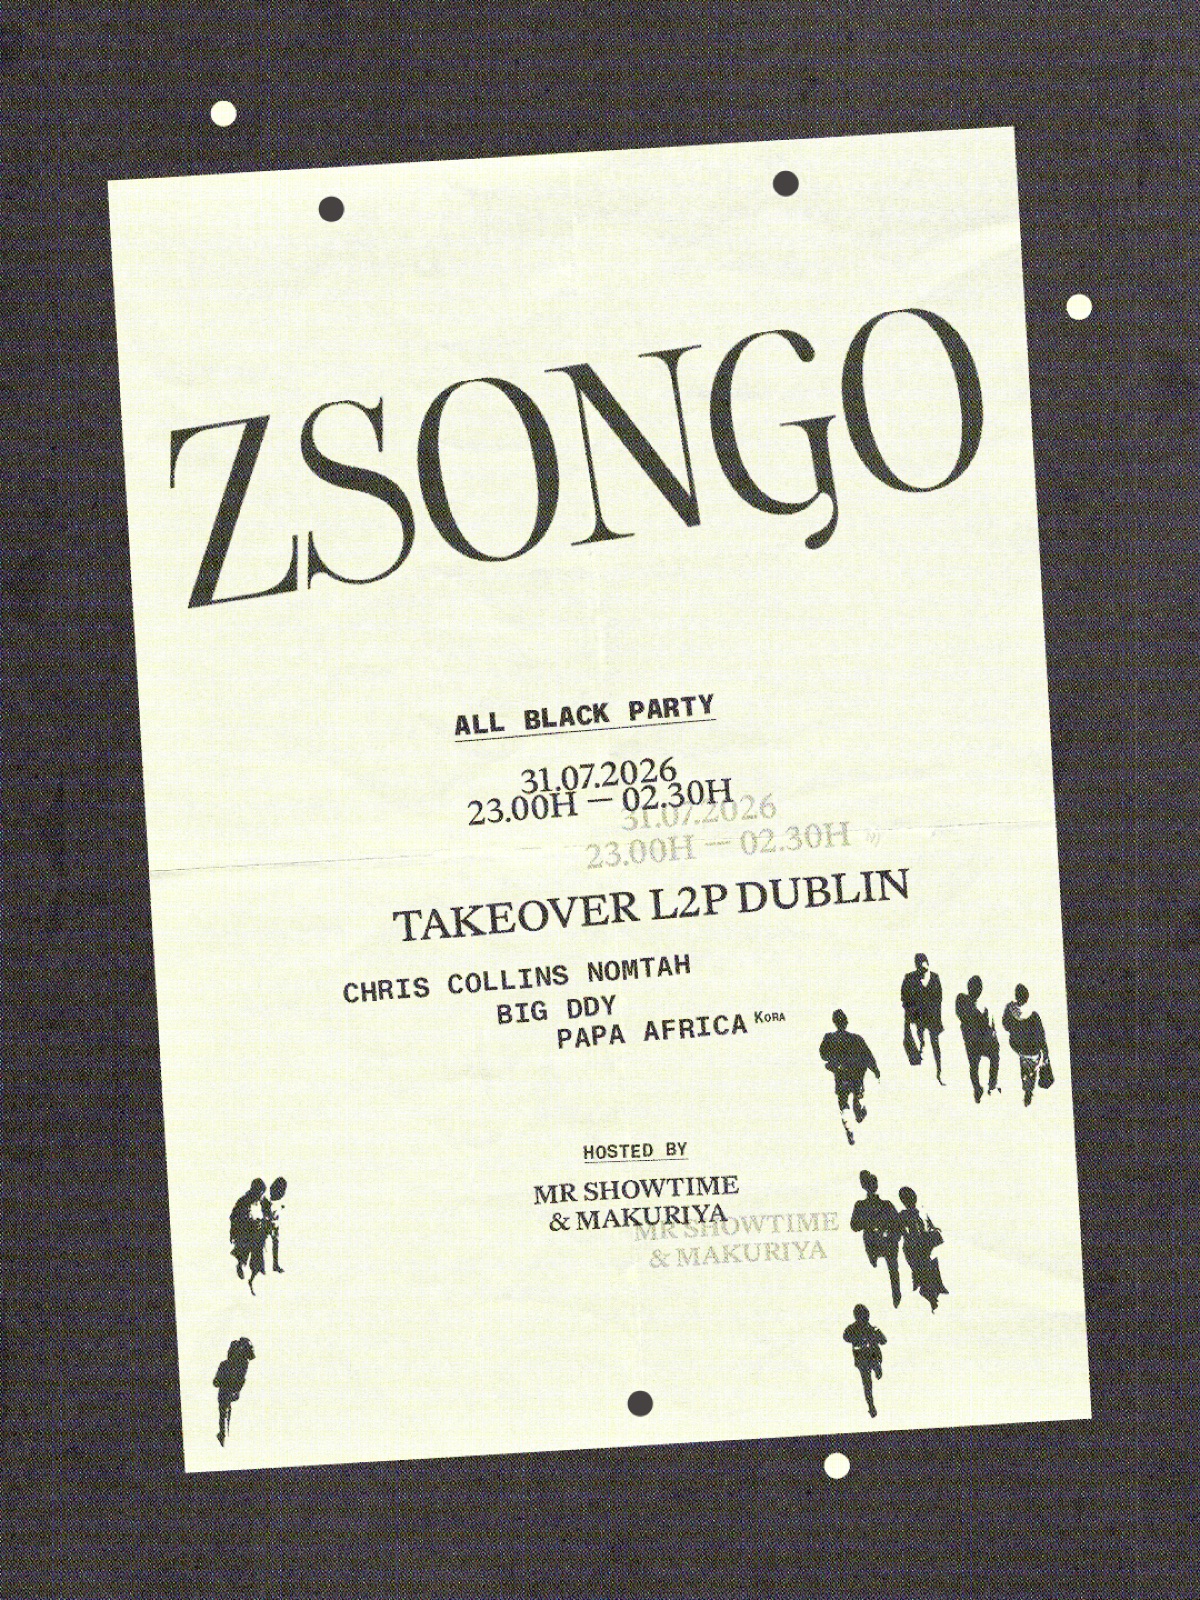 ZSONGO
ALL BLACK PARTY
31.07.2026
23.00H — 02.30H
31.07.2026
23.00H — 02.30H
TAKEOVER L2P DUBLIN
CHRIS COLLINS NOMTAH
BIG DDY
PAPA AFRICA KORA
HOSTED BY
MR SHOWTIME
& MAKURIYA
MR SHOWTIME
& MAKURIYA